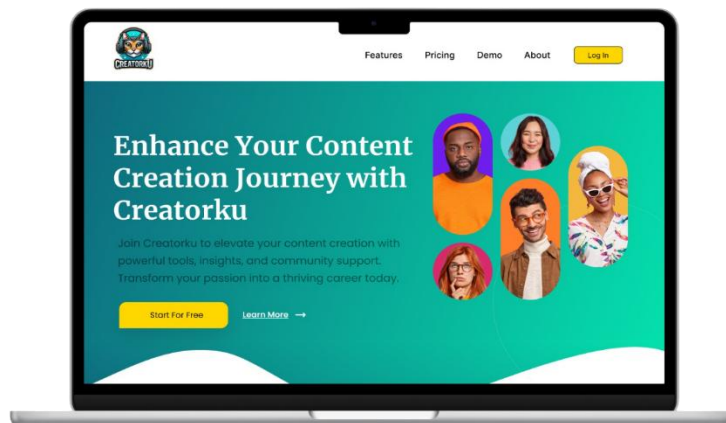 CREATORKU
Features Pricing Demo About Log In
Enhance Your Content
Creation Journey with
Creatorku
Join Creatorku to elevate your content creation with
powerful tools, insights, and community support.
Transform your passion into a thriving career today.
Start For Free Learn More →